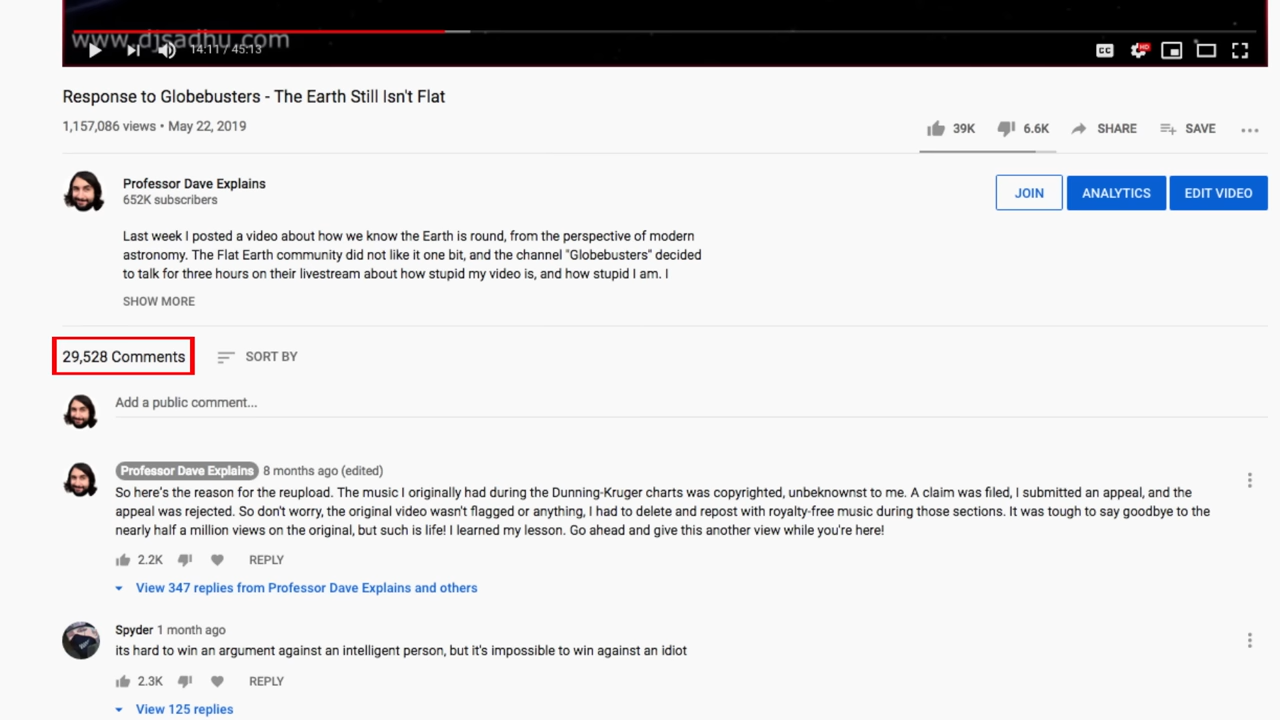 www.djsadhu.com
14:11 / 45:13
CC
HD
Response to Globebusters - The Earth Still Isn't Flat
1,157,086 views • May 22, 2019
39K
6.6K
SHARE
SAVE
Professor Dave Explains
652K subscribers
JOIN
ANALYTICS
EDIT VIDEO
Last week I posted a video about how we know the Earth is round, from the perspective of modern
astronomy. The Flat Earth community did not like it one bit, and the channel "Globebusters" decided
to talk for three hours on their livestream about how stupid my video is, and how stupid I am. I
SHOW MORE
29,528 Comments
SORT BY
Add a public comment...
Professor Dave Explains 8 months ago (edited)
So here's the reason for the reupload. The music I originally had during the Dunning-Kruger charts was copyrighted, unbeknownst to me. A claim was filed, I submitted an appeal, and the
appeal was rejected. So don't worry, the original video wasn't flagged or anything, I had to delete and repost with royalty-free music during those sections. It was tough to say goodbye to the
nearly half a million views on the original, but such is life! I learned my lesson. Go ahead and give this another view while you're here!
2.2K
REPLY
View 347 replies from Professor Dave Explains and others
Spyder 1 month ago
its hard to win an argument against an intelligent person, but it's impossible to win against an idiot
2.3K
REPLY
View 125 replies